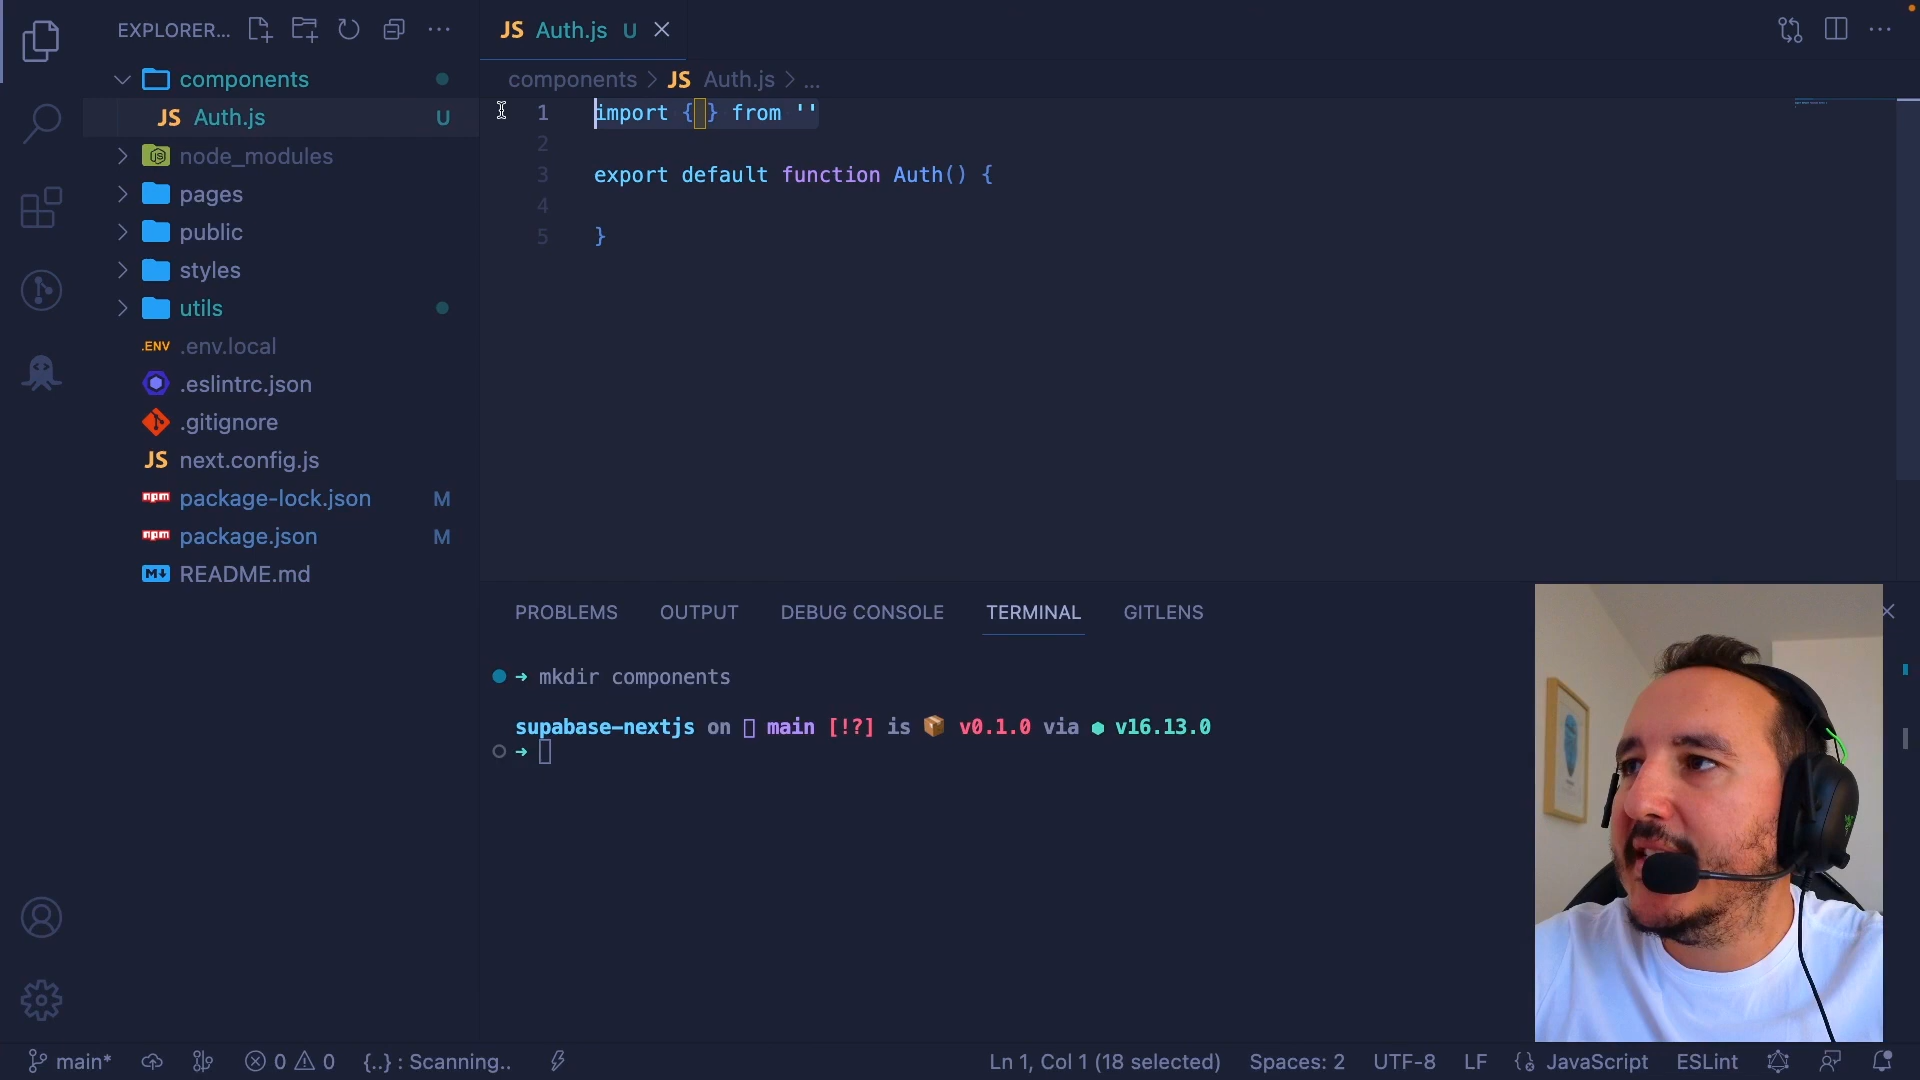 EXPLORER...
components
JS Auth.js U
node_modules
pages
public
styles
utils
.ENV .env.local
.eslintrc.json
.gitignore
JS next.config.js
npm package-lock.json M
npm package.json M
M↓ README.md
JS Auth.js U
components > JS Auth.js > ...
1 import { } from ''
2
3 export default function Auth() {
4
5 }
PROBLEMS OUTPUT DEBUG CONSOLE TERMINAL GITLENS
➜ mkdir components
supabase-nextjs on main [!?] is 📦 v0.1.0 via ⬢ v16.13.0
➜
main* 0 0 {..} : Scanning.. Ln 1, Col 1 (18 selected) Spaces: 2 UTF-8 LF {} JavaScript ESLint